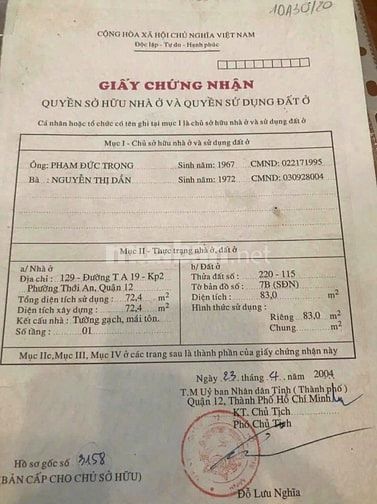 10A30/20
CỘNG HÒA XÃ HỘI CHỦ NGHĨA VIỆT NAM
Độc lập - Tự do - Hạnh phúc
GIẤY CHỨNG NHẬN
QUYỀN SỞ HỮU NHÀ Ở VÀ QUYỀN SỬ DỤNG ĐẤT Ở
Cá nhân hoặc tổ chức có tên ghi tại mục I là chủ sở hữu nhà ở và sử dụng đất ở
Mục I - Chủ sở hữu nhà ở và sử dụng đất ở
Ông: PHẠM ĐỨC TRỌNG Sinh năm: 1967 CMND: 022171995
Bà : NGUYỄN THỊ DẦN Sinh năm: 1972 CMND: 030928004
Mục II - Thực trạng nhà ở, đất ở
a/ Nhà ở
Địa chỉ : 129 - Đường T A 19 - Kp2
Phường Thới An, Quận 12
Tổng diện tích sử dụng : 72,4 m2
Diện tích xây dựng : 72,4 m2
Kết cấu nhà : Tường gạch, mái tôn.
Số tầng : 01
b/ Đất ở
Thửa đất số : 220 - 115
Tờ bản đồ số : 7B (SĐN)
Diện tích : 83,0 m2
Hình thức sử dụng :
Riêng : 83.0 m2
Chung m2
Mục IIc, Mục III, Mục IV ở các trang sau là thành phần của giấy chứng nhận này
Ngày 23 tháng 4 năm 2004
T.M Uỷ ban Nhân dân Tỉnh (Thành phố)
Quận 12, Thành Phố Hồ Chí Minh
KT. Chủ Tịch
Phó Chủ Tịch
Hồ sơ gốc số 3158
(BẢN CẤP CHO CHỦ SỞ HỮU)
Đỗ Lưu Nghĩa